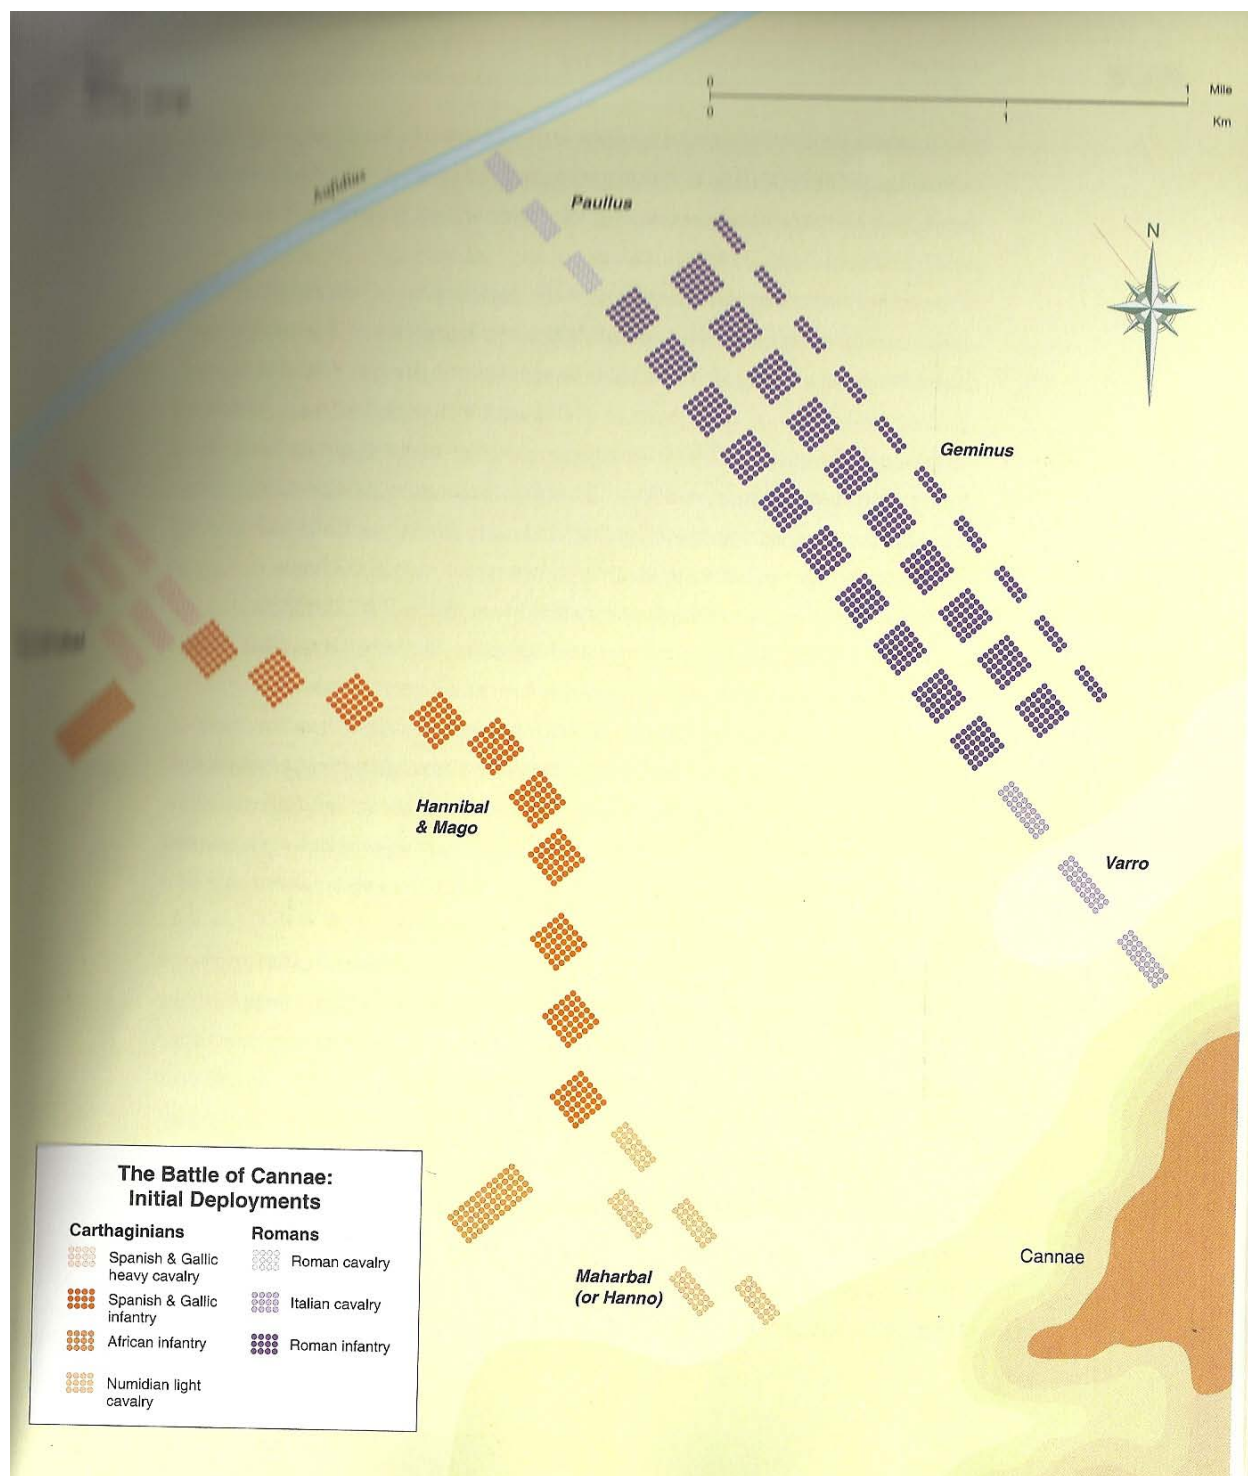 0
1
Mile
0
1
Km
Aufidius
Paullus
N
Geminus
Hannibal
& Mago
Varro
Cannae
Maharbal
(or Hanno)
The Battle of Cannae:
Initial Deployments
Carthaginians
Spanish & Gallic
heavy cavalry
Spanish & Gallic
infantry
African infantry
Numidian light
cavalry
Romans
Roman cavalry
Italian cavalry
Roman infantry